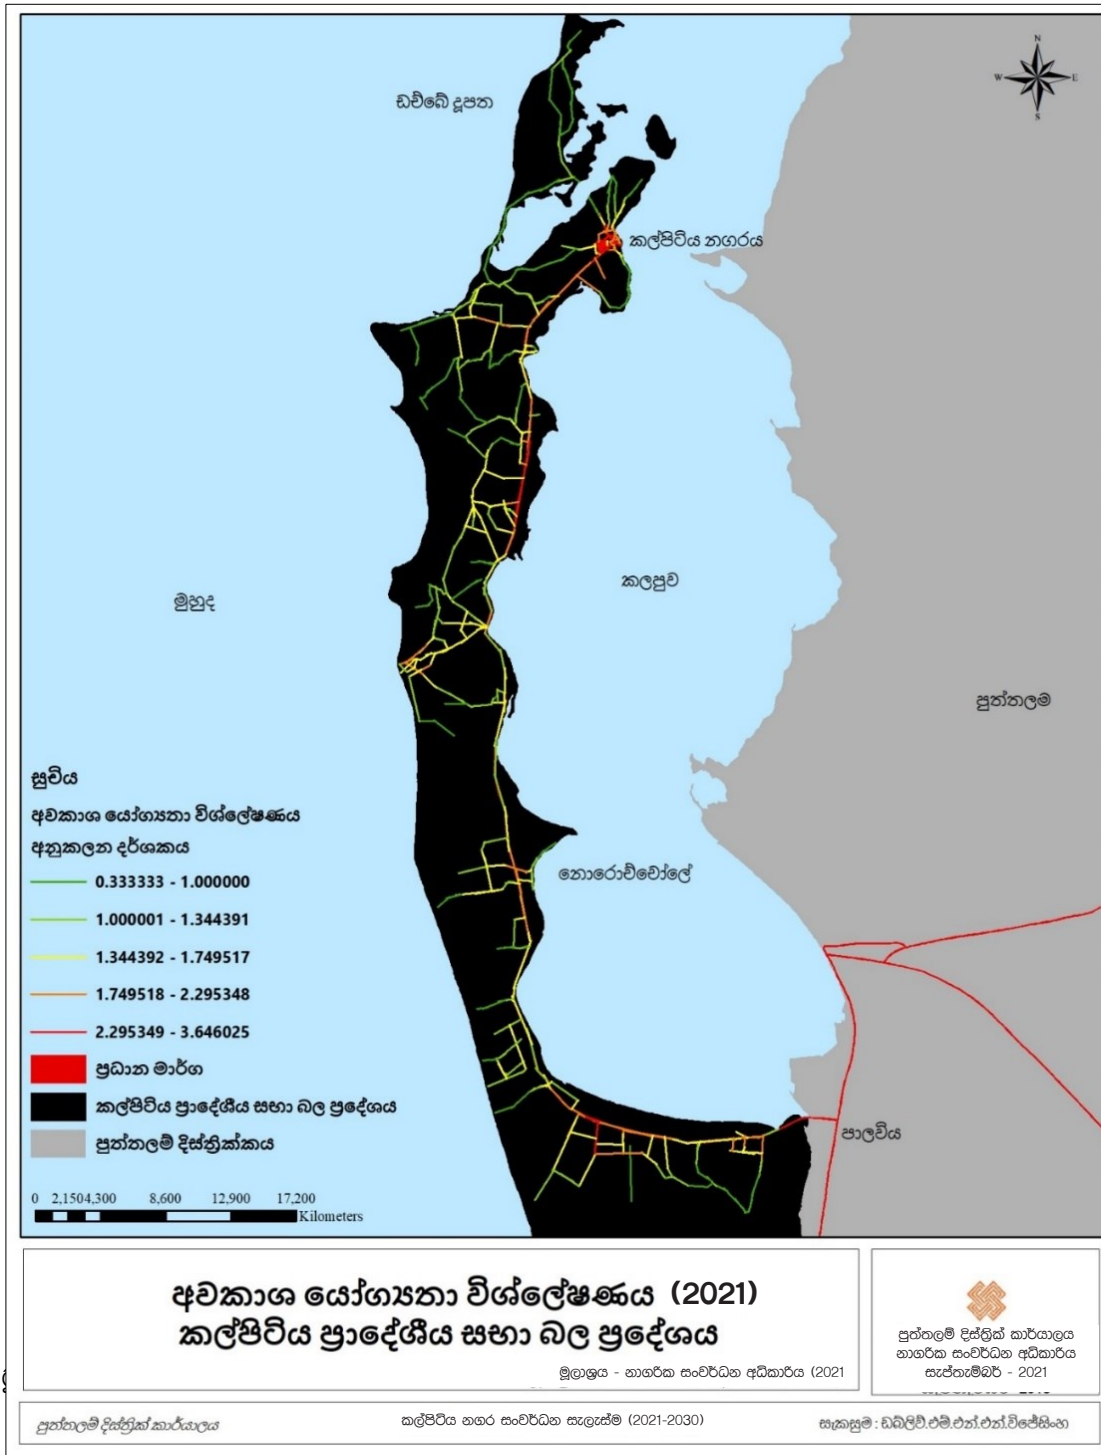 N
W
E
S
ඩච්බේ දූපත
කල්පිටිය නගරය
කලපුව
මුහුද
පුත්තලම
සුචිය
අවකාශ යෝග්‍යතා විශ්ලේෂණය
අනුකලන දර්ශකය
0.333333 - 1.000000
නොරොච්චෝලේ
1.000001 - 1.344391
1.344392 - 1.749517
1.749518 - 2.295348
2.295349 - 3.646025
ප්‍රධාන මාර්ග
කල්පිටිය ප්‍රාදේශීය සභා බල ප්‍රදේශය
පුත්තලම් දිස්ත්‍රික්කය
පාලවිය
0 2,1504,300 8,600 12,900 17,200
Kilometers
අවකාශ යෝග්‍යතා විශ්ලේෂණය (2021)
කල්පිටිය ප්‍රාදේශීය සභා බල ප්‍රදේශය
මූලාශ්‍රය - නාගරික සංවර්ධන අධිකාරිය (2021
පුත්තලම් දිස්ත්‍රික් කාර්යාලය
නාගරික සංවර්ධන අධිකාරිය
සැප්තැම්බර් - 2021
පුත්තලම් දිස්ත්‍රික් කාර්යාලය
කල්පිටිය නගර සංවර්ධන සැලැස්ම (2021-2030)
සැකසුම : ඩබ්ලිව්.එම්.එන්.එන්.විජේසිංහ